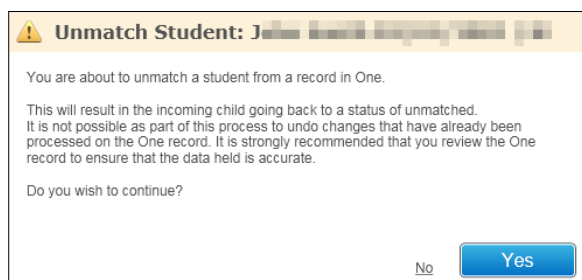 Unmatch Student:
You are about to unmatch a student from a record in One.
This will result in the incoming child going back to a status of unmatched.
It is not possible as part of this process to undo changes that have already been
processed on the One record. It is strongly recommended that you review the One
record to ensure that the data held is accurate.
Do you wish to continue?
No
Yes